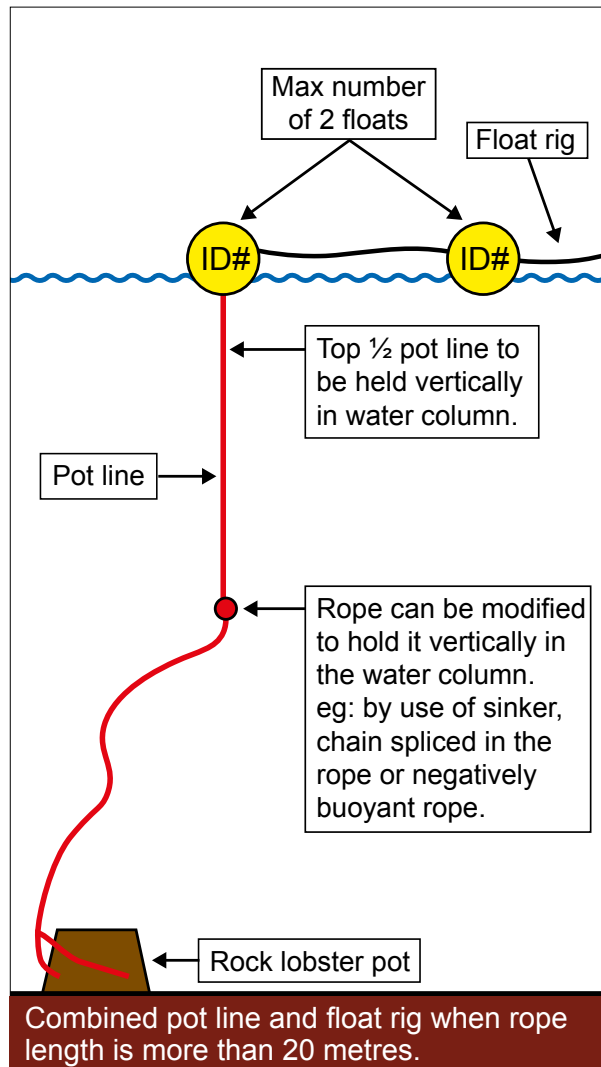 Max number
of 2 floats
Float rig
ID#
ID#
Top ½ pot line to
be held vertically
in water column.
Pot line
Rope can be modified
to hold it vertically in
the water column.
eg: by use of sinker,
chain spliced in the
rope or negatively
buoyant rope.
Rock lobster pot
Combined pot line and float rig when rope
length is more than 20 metres.